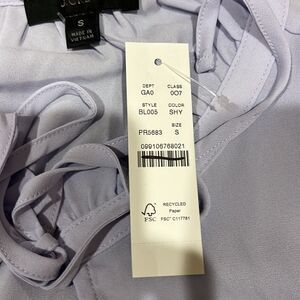 J.CREW
S
MADE IN
VIETNAM
DEPT CLASS
GA0 007
STYLE COLOR
BL005 SHY
SIZE
PR5683 S
099106768021
FSC
RECYCLED
Paper
FSC® C117781